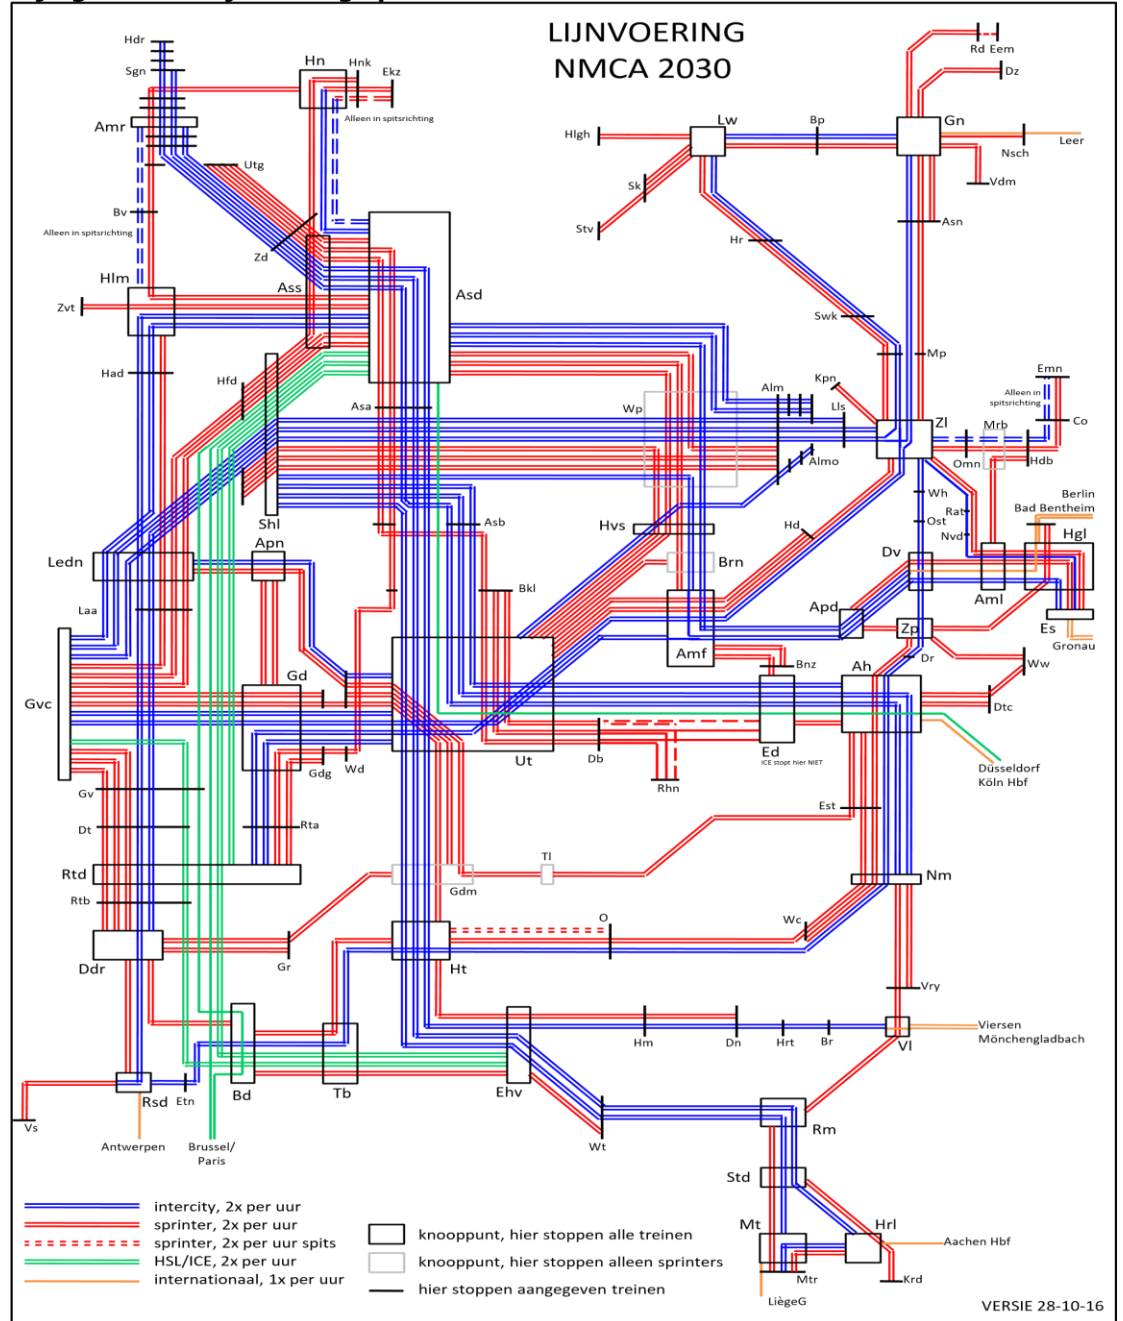 LIJNVOERING
NMCA 2030
Hdr
Sgn
Amr
Hn
Hnk
Ekz
Alleen in spitsrichting
Utg
Bv
Alleen in spitsrichting
Zd
Hlm
Ass
Asd
Zvt
Had
Hfd
Asa
Shl
Asb
Rd
Eem
Dz
Lw
Bp
Gn
Hlgh
Nsch
Leer
Vdm
Sk
Stv
Asn
Hr
Swk
Mp
Kpn
Emn
Alleen in
spitsrichting
Wp
Alm
Lls
Zl
Mrb
Co
Almo
Omn
Hdb
Wh
Berlin
Bad Bentheim
Rat
Ost
Nvd
Hgl
Hvs
Hd
Ledn
Apn
Brn
Dv
Aml
Bkl
Laa
Apd
Zp
Es
Gronau
Amf
Dr
Bnz
Ah
Ww
Gvc
Gd
Dtc
Ut
Db
Ed
ICE stopt hier NIET
Gdg
Wd
Rhn
Düsseldorf
Köln Hbf
Gv
Dt
Rta
Est
Rtd
Tl
Gdm
Nm
Rtb
O
Wc
Ddr
Gr
Ht
Vry
Hm
Dn
Hrt
Br
Vl
Viersen
Mönchengladbach
Rsd
Etn
Bd
Tb
Ehv
Vs
Antwerpen
Brussel/
Paris
Wt
Rm
Std
Mt
Hrl
Aachen Hbf
Mtr
Krd
LiègeG
intercity, 2x per uur
sprinter, 2x per uur
sprinter, 2x per uur spits
HSL/ICE, 2x per uur
internationaal, 1x per uur
knooppunt, hier stoppen alle treinen
knooppunt, hier stoppen alleen sprinters
hier stoppen aangegeven treinen
VERSIE 28-10-16